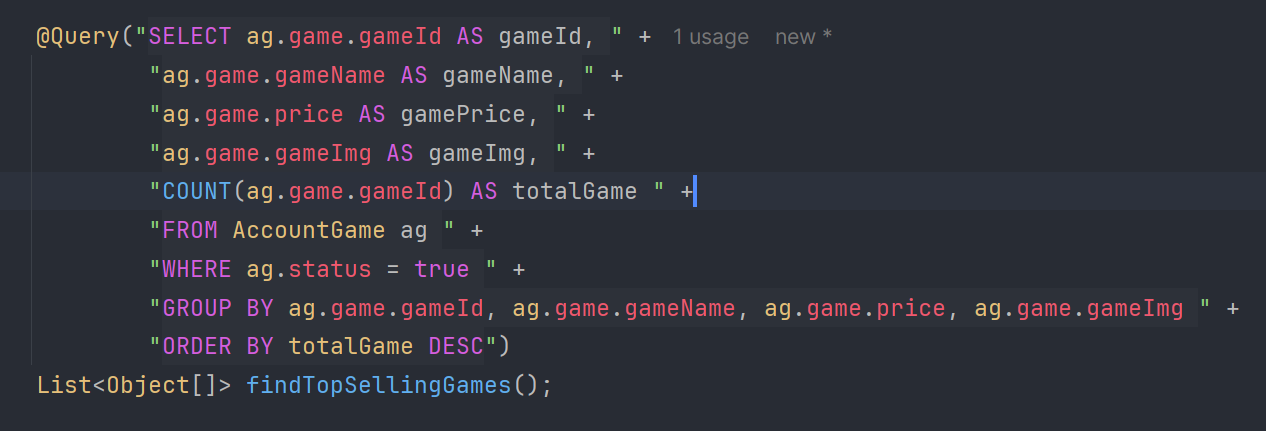 @Query("SELECT ag.game.gameId AS gameId, " + 1 usage new *
"ag.game.gameName AS gameName, " +
"ag.game.price AS gamePrice, " +
"ag.game.gameImg AS gameImg, " +
"COUNT(ag.game.gameId) AS totalGame " +
"FROM AccountGame ag " +
"WHERE ag.status = true " +
"GROUP BY ag.game.gameId, ag.game.gameName, ag.game.price, ag.game.gameImg " +
"ORDER BY totalGame DESC")
List<Object[]> findTopSellingGames();